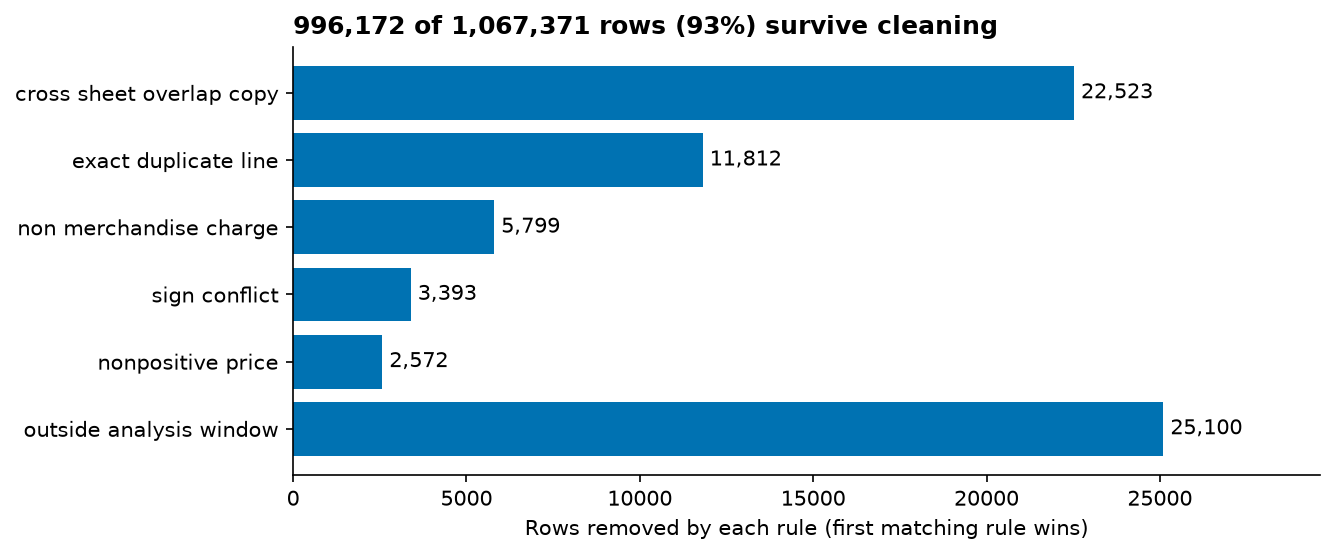 996,172 of 1,067,371 rows (93%) survive cleaning
cross sheet overlap copy 22,523
exact duplicate line 11,812
non merchandise charge 5,799
sign conflict 3,393
nonpositive price 2,572
outside analysis window 25,100
0 5000 10000 15000 20000 25000
Rows removed by each rule (first matching rule wins)